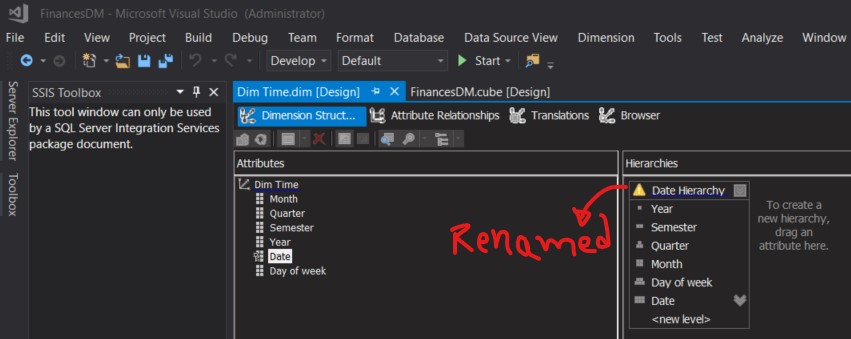 FinancesDM - Microsoft Visual Studio (Administrator)
File Edit View Project Build Debug Team Format Database Data Source View Dimension Tools Test Analyze Window
Develop Default Start
Server Explorer
Toolbox
SSIS Toolbox
This tool window can only be used
by a SQL Server Integration Services
package document.
Dim Time.dim [Design] FinancesDM.cube [Design]
Dimension Struct... Attribute Relationships Translations Browser
Attributes
Dim Time
Month
Quarter
Semester
Year
Date
Day of week
Renamed
Hierarchies
Date Hierarchy
Year
Semester
Quarter
Month
Day of week
Date
<new level>
To create a
new hierarchy,
drag an
attribute here.